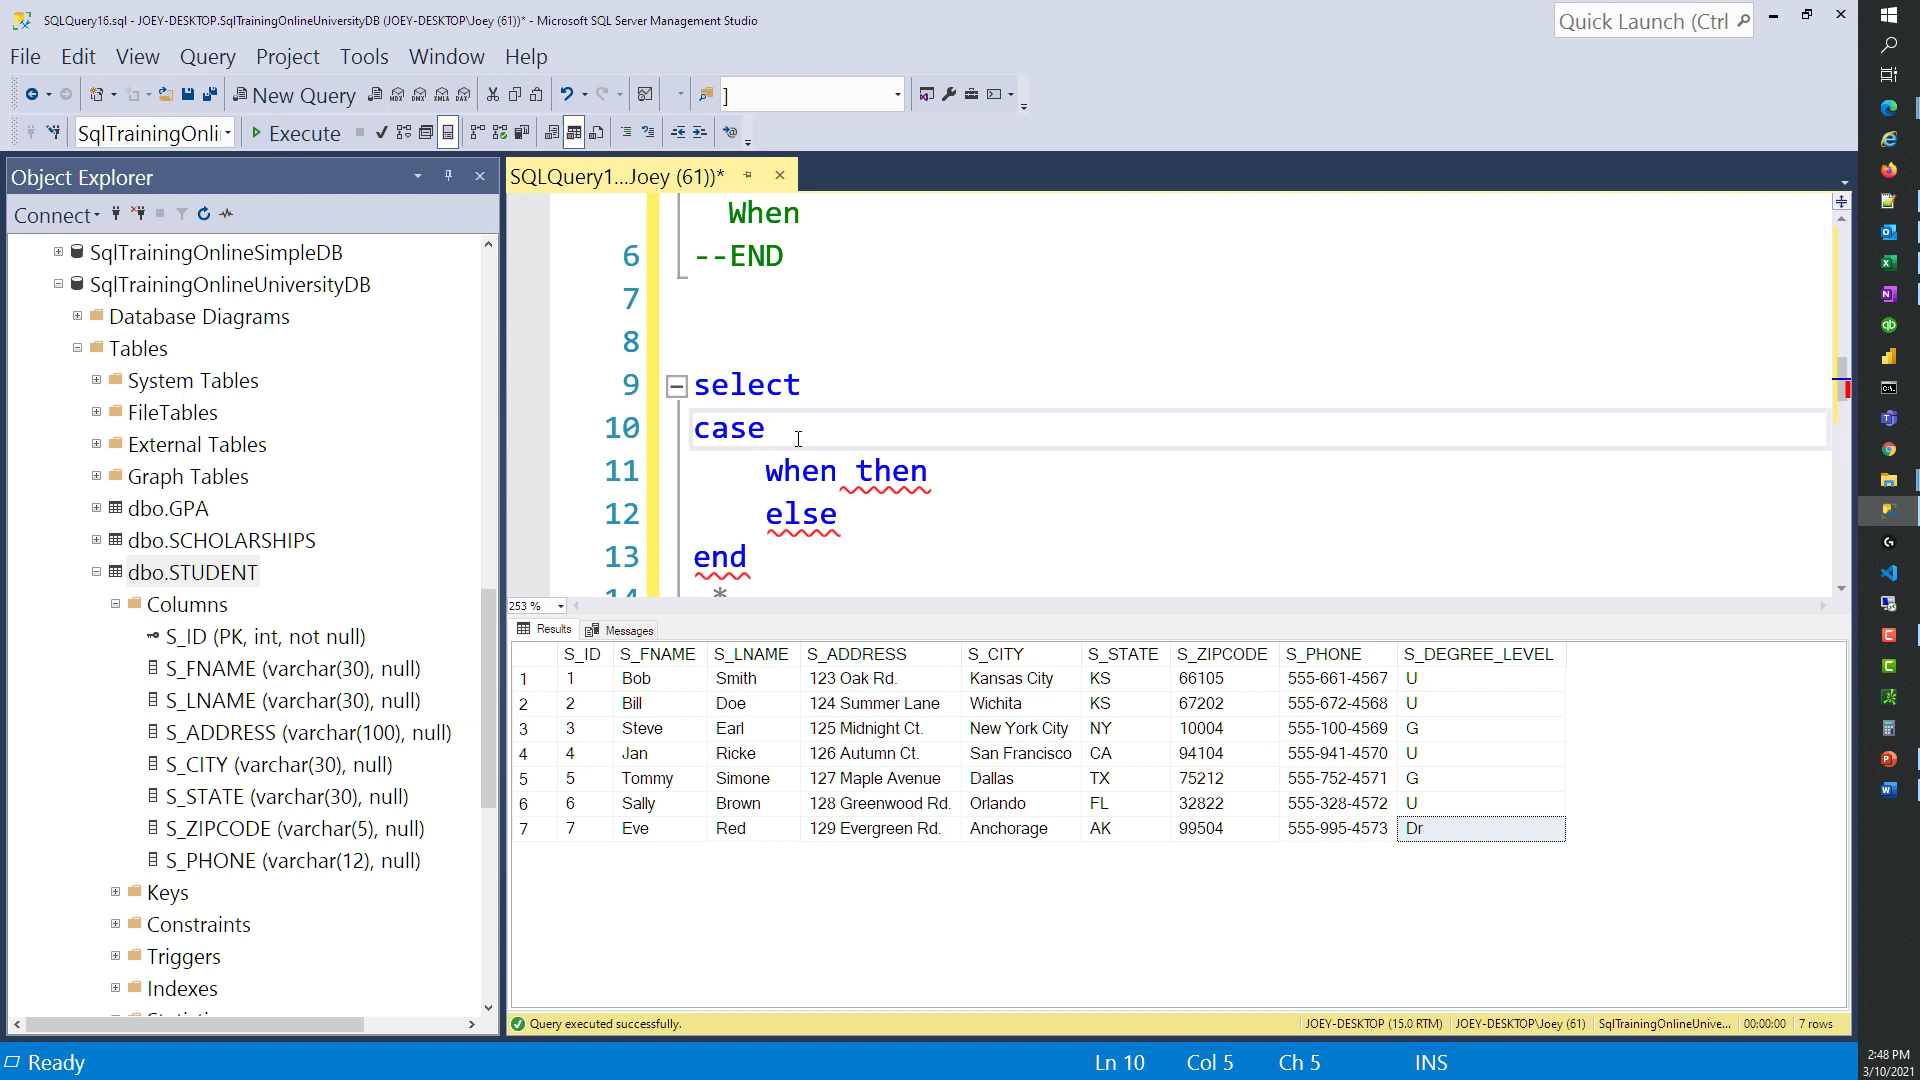 SQLQuery16.sql - JOEY-DESKTOP.SqlTrainingOnlineUniversityDB (JOEY-DESKTOP\Joey (61))* - Microsoft SQL Server Management Studio
Quick Launch (Ctrl
File Edit View Query Project Tools Window Help
New Query ]
SqlTrainingOnli Execute
Object Explorer
Connect
SqlTrainingOnlineSimpleDB
SqlTrainingOnlineUniversityDB
Database Diagrams
Tables
System Tables
FileTables
External Tables
Graph Tables
dbo.GPA
dbo.SCHOLARSHIPS
dbo.STUDENT
Columns
S_ID (PK, int, not null)
S_FNAME (varchar(30), null)
S_LNAME (varchar(30), null)
S_ADDRESS (varchar(100), null)
S_CITY (varchar(30), null)
S_STATE (varchar(30), null)
S_ZIPCODE (varchar(5), null)
S_PHONE (varchar(12), null)
Keys
Constraints
Triggers
Indexes
SQLQuery1...Joey (61))*
When
6 --END
7
8
9 select
10 case
11 when then
12 else
13 end
14 *
253 %
Results Messages
S_ID S_FNAME S_LNAME S_ADDRESS S_CITY S_STATE S_ZIPCODE S_PHONE S_DEGREE_LEVEL
1 1 Bob Smith 123 Oak Rd. Kansas City KS 66105 555-661-4567 U
2 2 Bill Doe 124 Summer Lane Wichita KS 67202 555-672-4568 U
3 3 Steve Earl 125 Midnight Ct. New York City NY 10004 555-100-4569 G
4 4 Jan Ricke 126 Autumn Ct. San Francisco CA 94104 555-941-4570 U
5 5 Tommy Simone 127 Maple Avenue Dallas TX 75212 555-752-4571 G
6 6 Sally Brown 128 Greenwood Rd. Orlando FL 32822 555-328-4572 U
7 7 Eve Red 129 Evergreen Rd. Anchorage AK 99504 555-995-4573 Dr
Query executed successfully. JOEY-DESKTOP (15.0 RTM) JOEY-DESKTOP\Joey (61) SqlTrainingOnlineUnive... 00:00:00 7 rows
Ready Ln 10 Col 5 Ch 5 INS
2:48 PM
3/10/2021